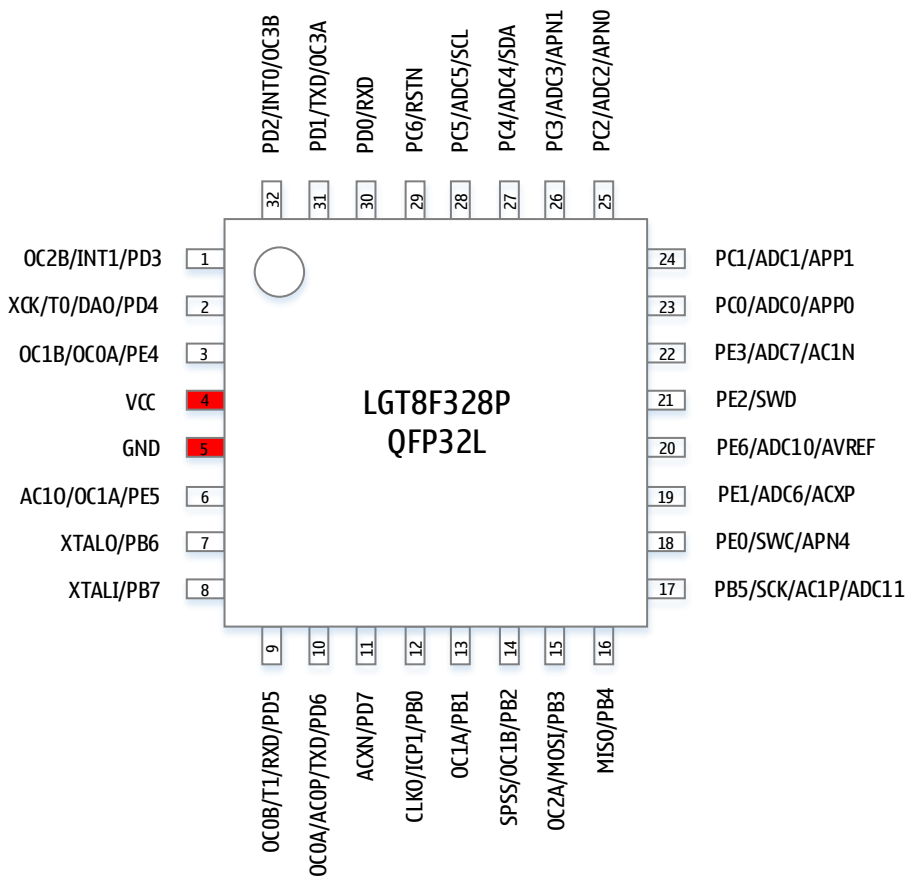 PD2/INT0/OC3B
PD1/TXD/OC3A
PD0/RXD
PC6/RSTN
PC5/ADC5/SCL
PC4/ADC4/SDA
PC3/ADC3/APN1
PC2/ADC2/APN0
32
31
30
29
28
27
26
25
OC2B/INT1/PD3
1
24
PC1/ADC1/APP1
XCK/T0/DAO/PD4
2
23
PC0/ADC0/APP0
OC1B/OC0A/PE4
3
22
PE3/ADC7/AC1N
VCC
4
LGT8F328P
21
PE2/SWD
GND
5
QFP32L
20
PE6/ADC10/AVREF
AC1O/OC1A/PE5
6
19
PE1/ADC6/ACXP
XTALO/PB6
7
18
PE0/SWC/APN4
XTALI/PB7
8
17
PB5/SCK/AC1P/ADC11
9
10
11
12
13
14
15
16
OC0B/T1/RXD/PD5
OC0A/AC0P/TXD/PD6
ACXN/PD7
CLKO/ICP1/PB0
OC1A/PB1
SPSS/OC1B/PB2
OC2A/MOSI/PB3
MISO/PB4